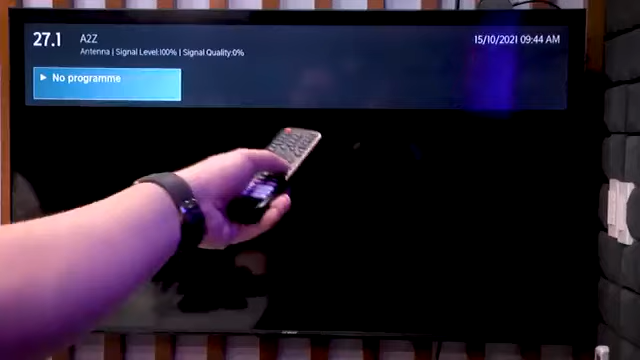 27.1 A2Z 15/10/2021 09:44 AM
Antenna | Signal Level:100% | Signal Quality:0%
▶ No programme